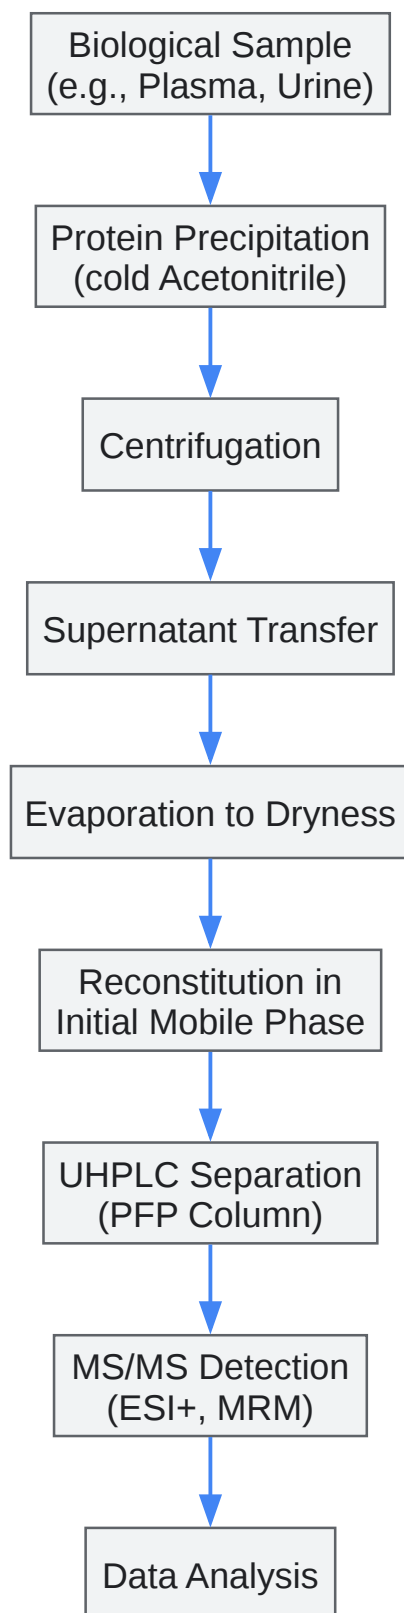 Biological Sample
(e.g., Plasma, Urine)
Protein Precipitation
(cold Acetonitrile)
Centrifugation
Supernatant Transfer
Evaporation to Dryness
Reconstitution in
Initial Mobile Phase
UHPLC Separation
(PFP Column)
MS/MS Detection
(ESI+, MRM)
Data Analysis